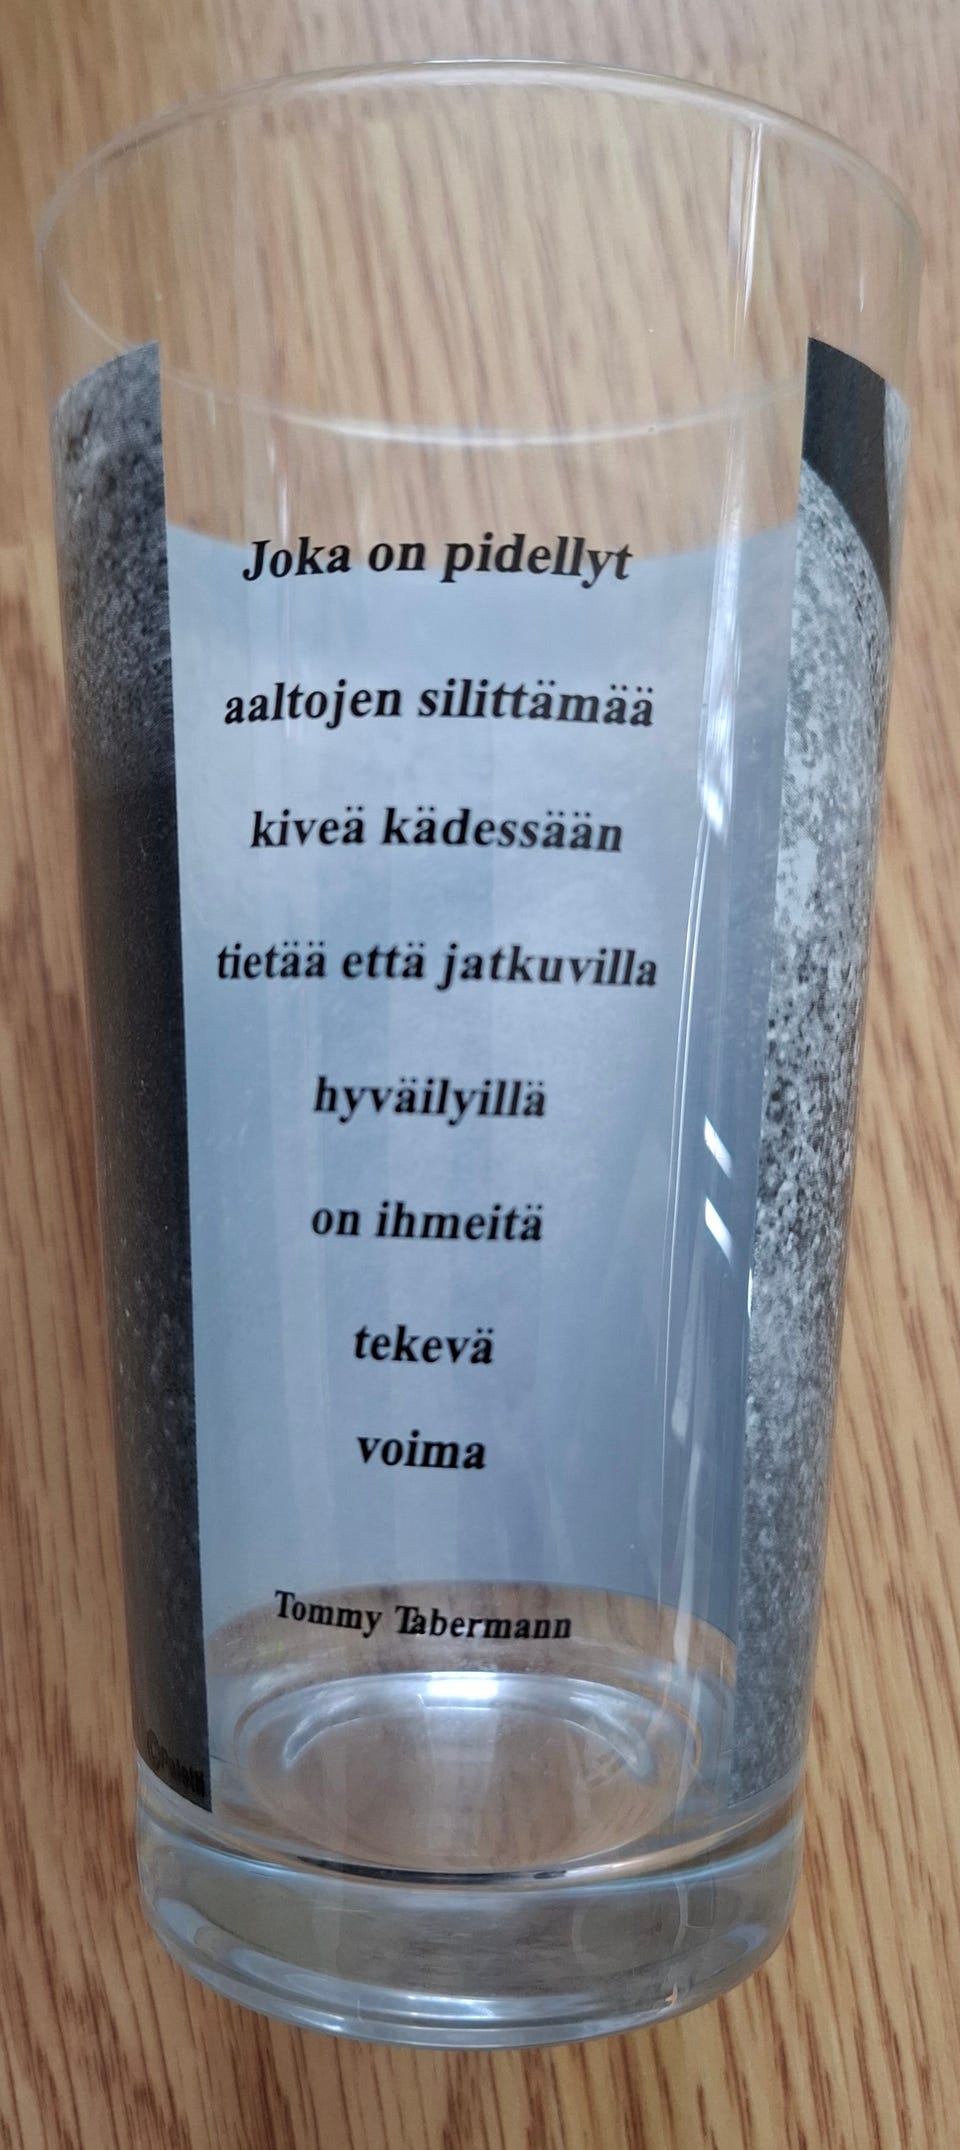 Joka on pidellyt
aaltojen silittämää
kiveä kädessään
tietää että jatkuvilla
hyväilyillä
on ihmeitä
tekevä
voima
Tommy Tabermann